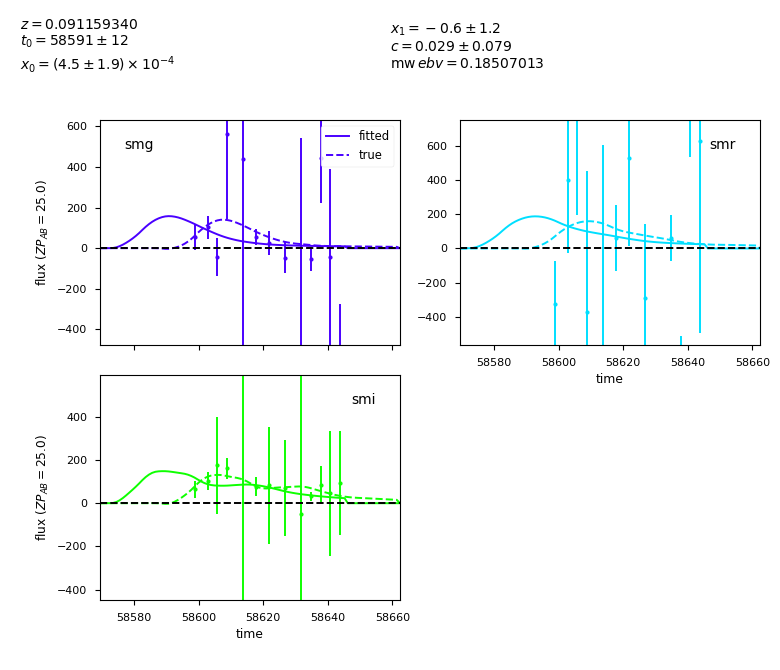 z = 0.091159340
t₀ = 58591 ± 12
x₀ = (4.5 ± 1.9) × 10⁻⁴
x₁ = −0.6 ± 1.2
c = 0.029 ± 0.079
mw ebv = 0.18507013
smg
fitted
true
600
400
200
0
−200
−400
flux (ZP_AB = 25.0)
smr
600
400
200
0
−200
−400
58580 58600 58620 58640 58660
time
smi
400
200
0
−200
−400
flux (ZP_AB = 25.0)
58580 58600 58620 58640 58660
time